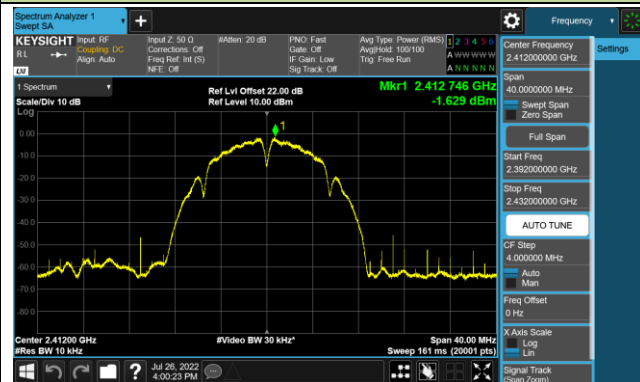 Spectrum Analyzer 1
Swept SA
Frequency
KEYSIGHT
RL
LXI
Input: RF
Coupling: DC
Align: Auto
Input Z: 50 Ω
Corrections: Off
Freq Ref: Int (S)
NFE: Off
#Atten: 20 dB
PNO: Fast
Gate: Off
IF Gain: Low
Sig Track: Off
Avg Type: Power (RMS)
Avg|Hold: 100/100
Trig: Free Run
1 2 3 4 5 6
A W W W W W
A N N N N N
1 Spectrum
Scale/Div 10 dB
Ref Lvl Offset 22.00 dB
Ref Level 10.00 dBm
Mkr1 2.412 746 GHz
-1.629 dBm
Log
1
0.00
-10.0
-20.0
-30.0
-40.0
-50.0
-60.0
-70.0
-80.0
Center 2.41200 GHz
#Res BW 10 kHz
#Video BW 30 kHz*
Span 40.00 MHz
Sweep 161 ms (20001 pts)
Jul 26, 2022
4:00:23 PM
Center Frequency
2.412000000 GHz
Span
40.0000000 MHz
Swept Span
Zero Span
Full Span
Start Freq
2.392000000 GHz
Stop Freq
2.432000000 GHz
AUTO TUNE
CF Step
4.000000 MHz
Auto
Man
Freq Offset
0 Hz
X Axis Scale
Log
Lin
Signal Track
(Span Zoom)
Settings